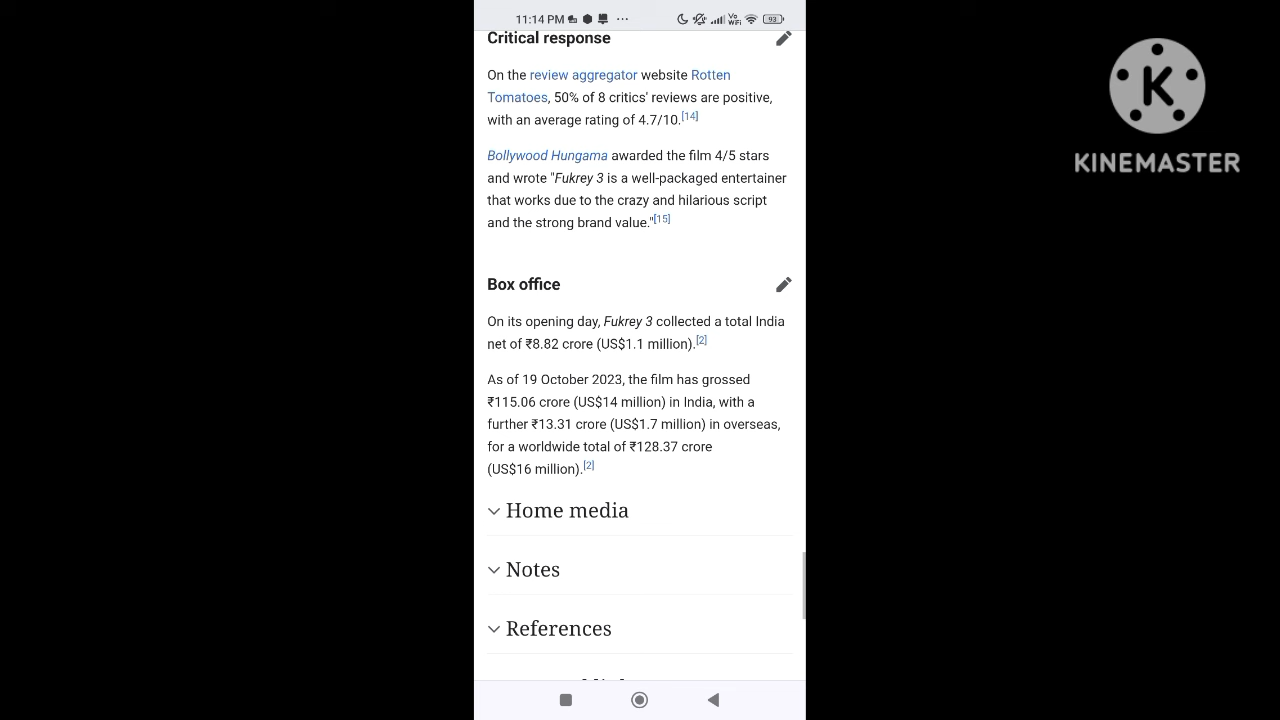 11:14 PM ... Vo WiFi 93
Critical response
On the review aggregator website Rotten
Tomatoes, 50% of 8 critics' reviews are positive,
with an average rating of 4.7/10.[14]
Bollywood Hungama awarded the film 4/5 stars
and wrote "Fukrey 3 is a well-packaged entertainer
that works due to the crazy and hilarious script
and the strong brand value."[15]
Box office
On its opening day, Fukrey 3 collected a total India
net of ₹8.82 crore (US$1.1 million).[2]
As of 19 October 2023, the film has grossed
₹115.06 crore (US$14 million) in India, with a
further ₹13.31 crore (US$1.7 million) in overseas,
for a worldwide total of ₹128.37 crore
(US$16 million).[2]
Home media
Notes
References
K
KINEMASTER